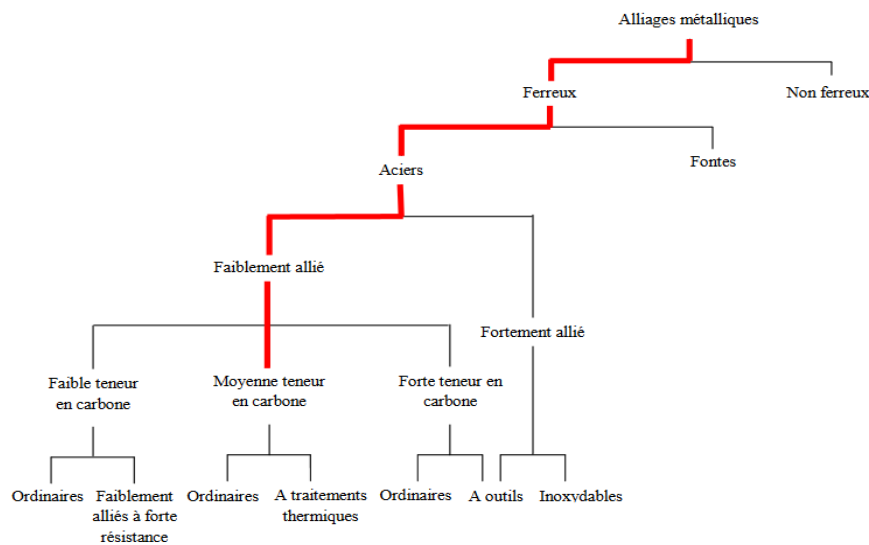 Alliages métalliques
Ferreux
Non ferreux
Aciers
Fontes
Faiblement allié
Fortement allié
Faible teneur
en carbone
Moyenne teneur
en carbone
Forte teneur en
carbone
Ordinaires
Faiblement
alliés à forte
résistance
Ordinaires
A traitements
thermiques
Ordinaires
A outils
Inoxydables